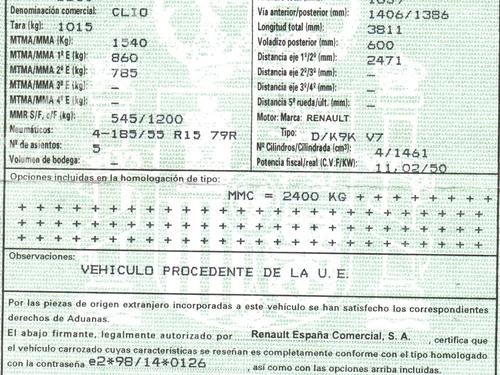 Denominación comercial: CLIO
Tara (kg): 1015
MTMA/MMA (Kg): 1540
MTMA/MMA 1º E (kg): 860
MTMA/MMA 2º E (kg): 785
MTMA/MMA 3º E (kg): –
MTMA/MMA 4º E (kg): –
MMR S/F, c/F (kg): 545/1200
Neumáticos: 4-185/55 R15 79R
Nº de asientos: 5
Volumen de bodega: –
Via anterior/posterior (mm): 1406/1386
Longitud total (mm): 3811
Voladizo posterior (mm): 600
Distancia eje 1º/2º (mm): 2471
Distancia eje 2º/3º (mm): –
Distancia eje 3º/4º (mm): –
Distancia 5ª rueda/últ. (mm): –
Motor: Marca: RENAULT
Tipo: D/K9K V7
Nº Cilindros/Cilindrada (cm³): 4/1461
Potencia fiscal/real (C.V.F/KW): 11,02/50
Opciones incluidas en la homologación de tipo:
MMC = 2400 KG + + + + + + + +
+ + + + + + + + + + + + + + + + + + + + + + + +
+ + + + + + + + + + + + + + + + + + + + + + + +
+ + + + + + + + + + + + + + + + + + + + + + + +
Observaciones:
VEHICULO PROCEDENTE DE LA U.E.
Por las piezas de origen extranjero incorporadas a este vehículo se han satisfecho los correspondientes
derechos de Aduanas.
El abajo firmante, legalmente autorizado por Renault España Comercial, S. A. , certifica que
el vehículo carrozado cuyas características se reseñan es completamente conforme con el tipo homologado
con la contraseña e2*98/14*0126 , así como con las opciones arriba incluidas.